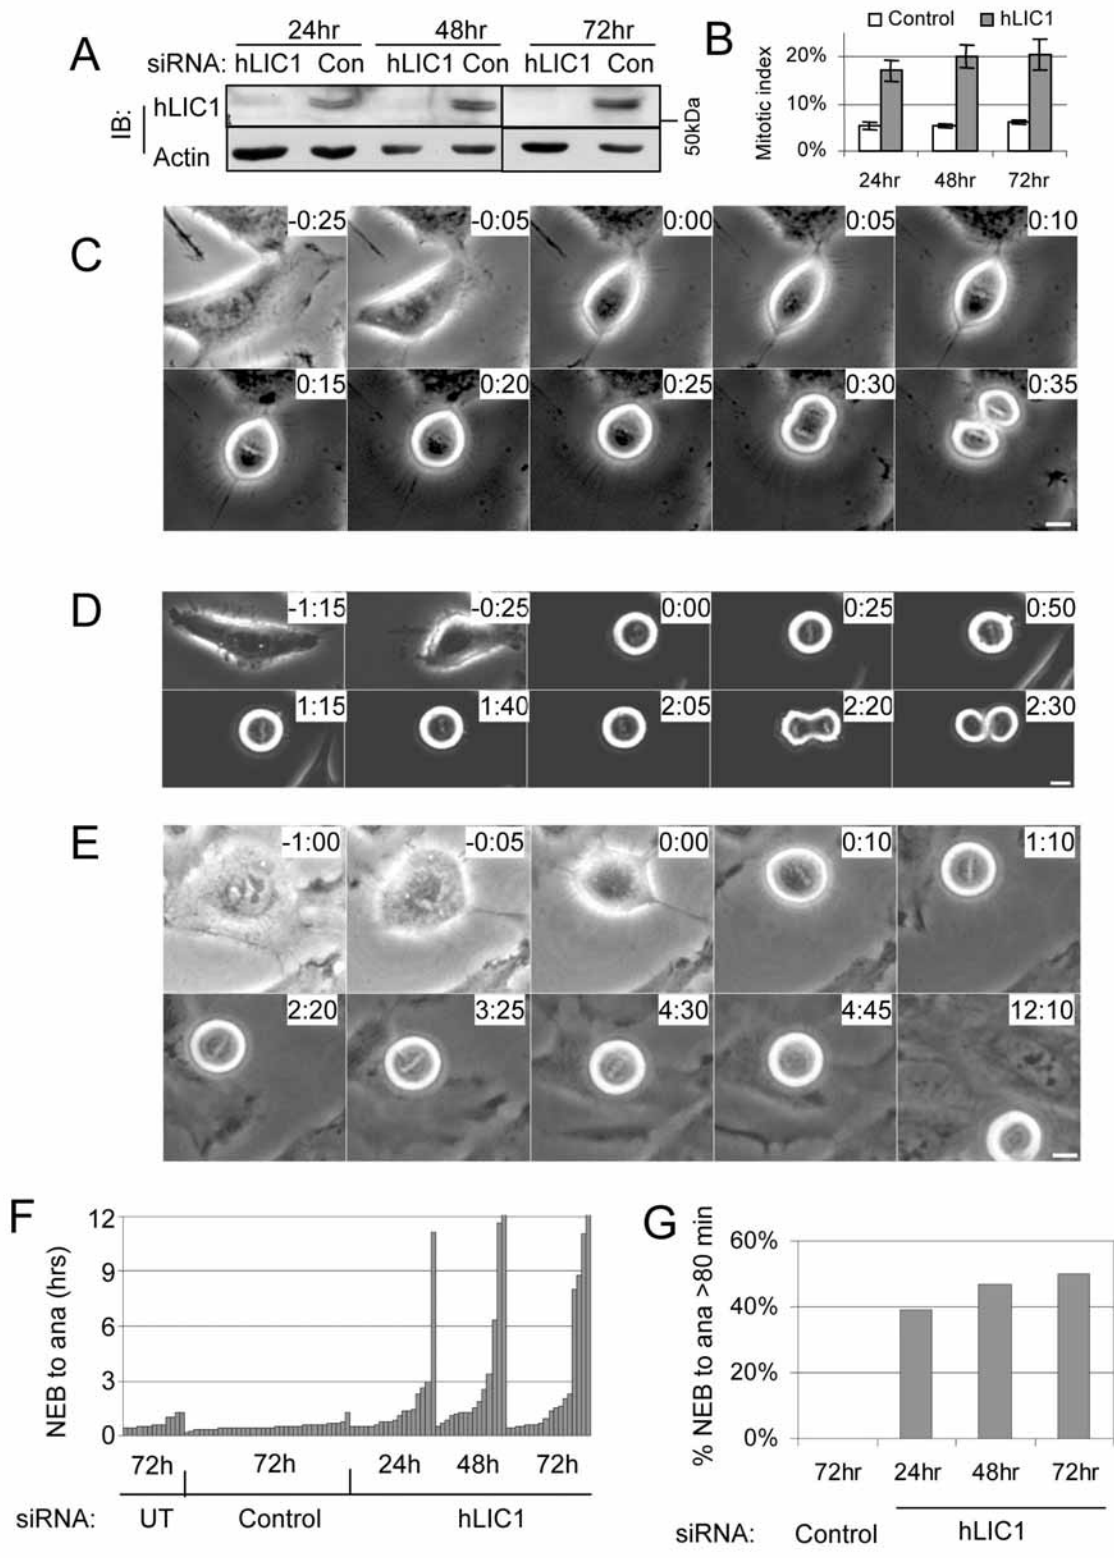 A
24hr 48hr 72hr
siRNA: hLIC1 Con hLIC1 Con hLIC1 Con
IB:
hLIC1
Actin
50kDa
B
Control hLIC1
Mitotic index
20%
10%
0%
24hr 48hr 72hr
C
-0:25 -0:05 0:00 0:05 0:10
0:15 0:20 0:25 0:30 0:35
D
-1:15 -0:25 0:00 0:25 0:50
1:15 1:40 2:05 2:20 2:30
E
-1:00 -0:05 0:00 0:10 1:10
2:20 3:25 4:30 4:45 12:10
F
NEB to ana (hrs)
12
9
6
3
0
72h 72h 24h 48h 72h
siRNA: UT Control hLIC1
G
% NEB to ana >80 min
60%
40%
20%
0%
72hr 24hr 48hr 72hr
siRNA: Control hLIC1